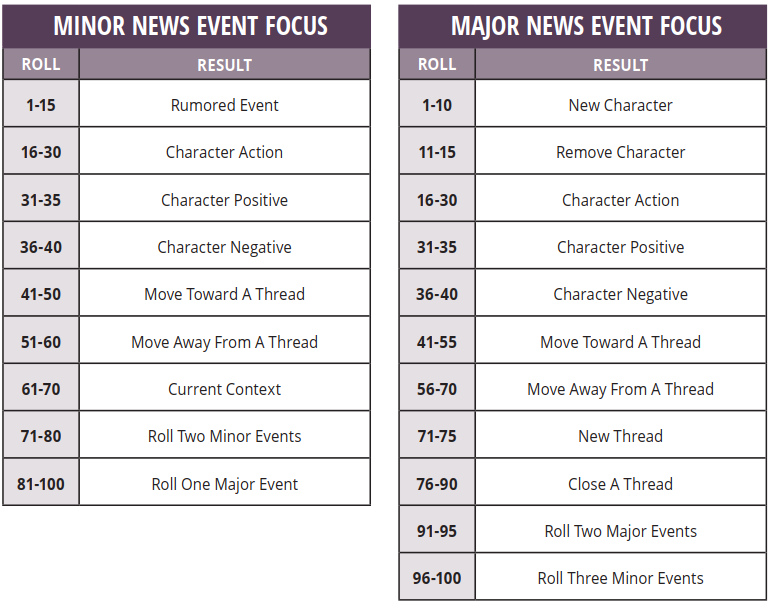 MINOR NEWS EVENT FOCUS
ROLL RESULT
1-15 Rumored Event
16-30 Character Action
31-35 Character Positive
36-40 Character Negative
41-50 Move Toward A Thread
51-60 Move Away From A Thread
61-70 Current Context
71-80 Roll Two Minor Events
81-100 Roll One Major Event
MAJOR NEWS EVENT FOCUS
ROLL RESULT
1-10 New Character
11-15 Remove Character
16-30 Character Action
31-35 Character Positive
36-40 Character Negative
41-55 Move Toward A Thread
56-70 Move Away From A Thread
71-75 New Thread
76-90 Close A Thread
91-95 Roll Two Major Events
96-100 Roll Three Minor Events